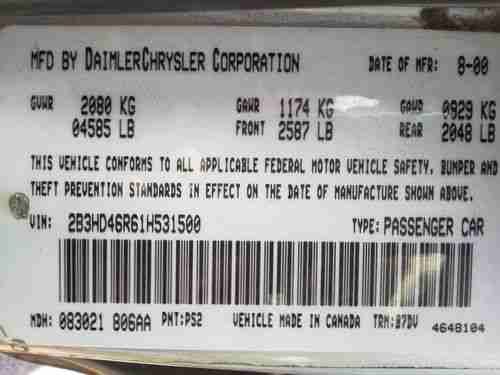 MFD BY DAIMLERCHRYSLER CORPORATION DATE OF MFR: 8-00
GVWR 2080 KG GAWR 1174 KG GAWR 0929 KG
04585 LB FRONT 2587 LB REAR 2048 LB
THIS VEHICLE CONFORMS TO ALL APPLICABLE FEDERAL MOTOR VEHICLE SAFETY, BUMPER AND
THEFT PREVENTION STANDARDS IN EFFECT ON THE DATE OF MANUFACTURE SHOWN ABOVE.
VIN: 2B3HD46R61H531500 TYPE: PASSENGER CAR
MDH: 083021 806AA PNT:PS2 VEHICLE MADE IN CANADA TRM:B7DV 4648104